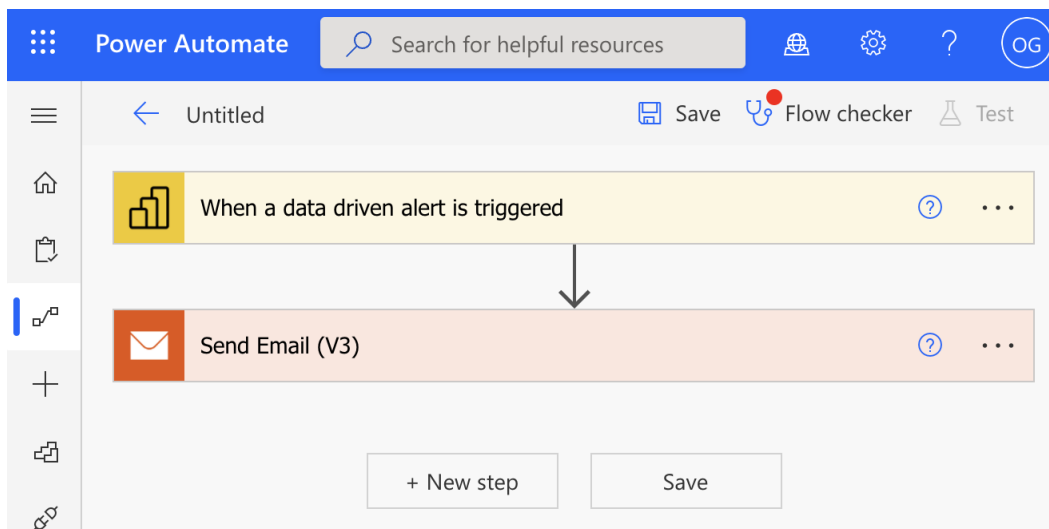 Power Automate
Search for helpful resources
?
OG
Untitled
Save
Flow checker
Test
When a data driven alert is triggered
?
...
Send Email (V3)
?
...
+ New step
Save